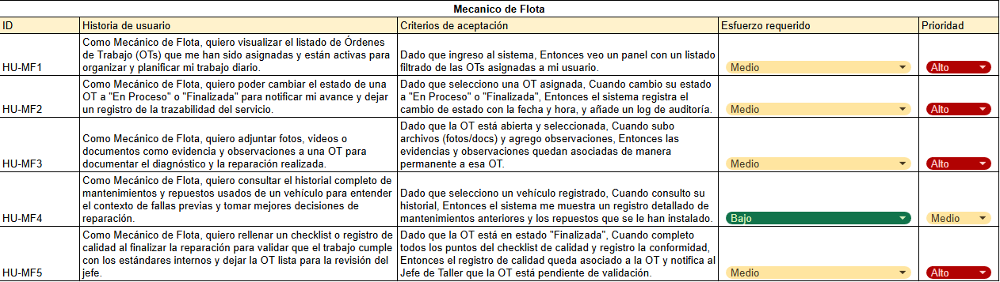 Mecanico de Flota
ID Historia de usuario Criterios de aceptación Esfuerzo requerido Prioridad
HU-MF1
Como Mecánico de Flota, quiero visualizar el listado de Órdenes
de Trabajo (OTs) que me han sido asignadas y están activas para
organizar y planificar mi trabajo diario.
Dado que ingreso al sistema, Entonces veo un panel con un listado
filtrado de las OTs asignadas a mi usuario.
Medio
Alto
HU-MF2
Como Mecánico de Flota, quiero poder cambiar el estado de una
OT a "En Proceso" o "Finalizada" para notificar mi avance y dejar
un registro de la trazabilidad del servicio.
Dado que selecciono una OT asignada, Cuando cambio su estado
a "En Proceso" o "Finalizada", Entonces el sistema registra el
cambio de estado con la fecha y hora, y añade un log de auditoría.
Medio
Alto
HU-MF3
Como Mecánico de Flota, quiero adjuntar fotos, videos o
documentos como evidencia y observaciones a una OT para
documentar el diagnóstico y la reparación realizada.
Dado que la OT está abierta y seleccionada, Cuando subo
archivos (fotos/docs) y agrego observaciones, Entonces las
evidencias y observaciones quedan asociadas de manera
permanente a esa OT.
Medio
Alto
HU-MF4
Como Mecánico de Flota, quiero consultar el historial completo de
mantenimientos y repuestos usados de un vehículo para entender
el contexto de fallas previas y tomar mejores decisiones de
reparación.
Dado que selecciono un vehículo registrado, Cuando consulto su
historial, Entonces el sistema me muestra un registro detallado de
mantenimientos anteriores y los repuestos que se le han instalado.
Bajo
Medio
HU-MF5
Como Mecánico de Flota, quiero rellenar un checklist o registro de
calidad al finalizar la reparación para validar que el trabajo cumple
con los estándares internos y dejar la OT lista para la revisión del
jefe.
Dado que la OT está en estado "Finalizada", Cuando completo
todos los puntos del checklist de calidad y registro la conformidad,
Entonces el registro de calidad queda asociado a la OT y notifica al
Jefe de Taller que la OT está pendiente de validación.
Medio
Alto